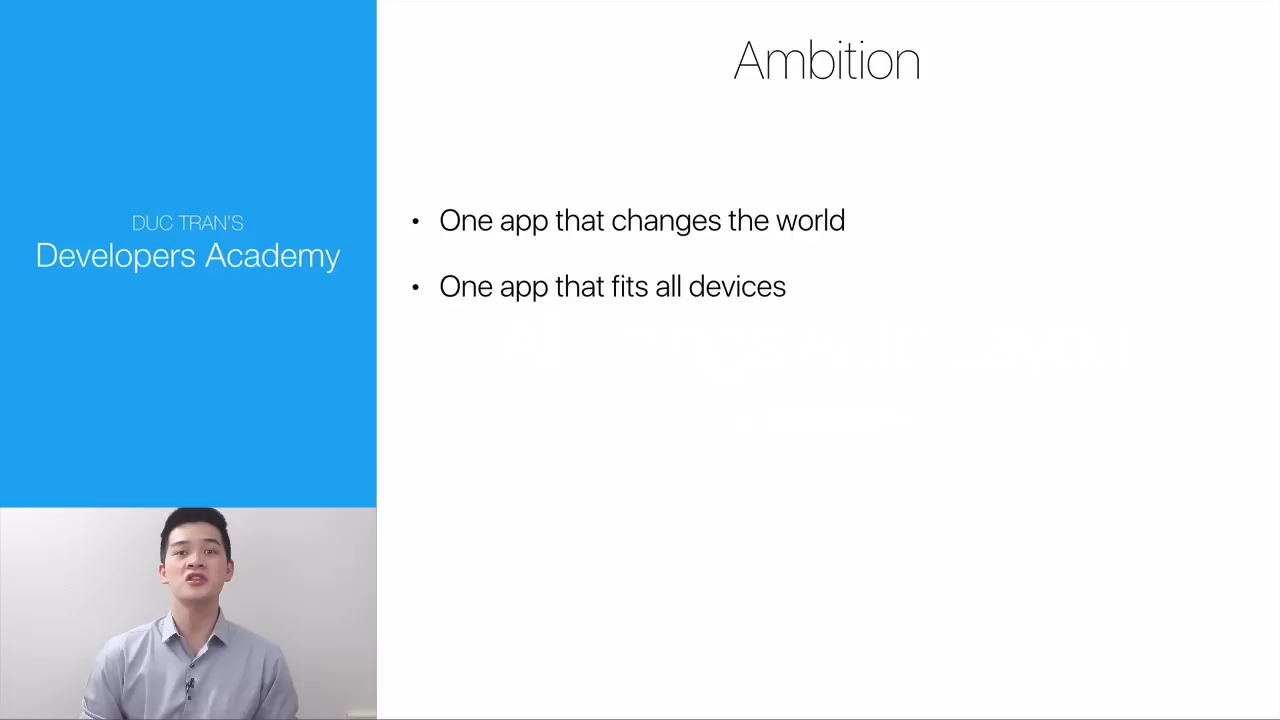 DUC TRAN'S
Developers Academy
Ambition
• One app that changes the world
• One app that fits all devices